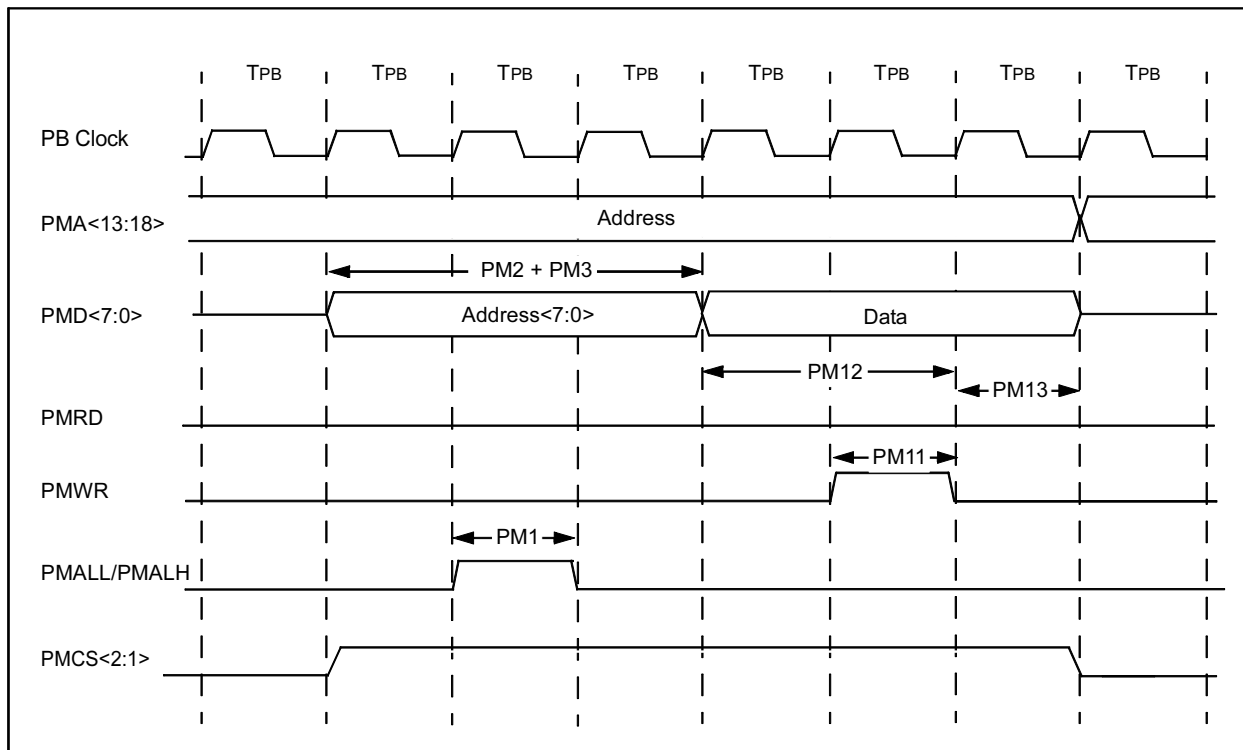 TPB TPB TPB TPB TPB TPB TPB TPB
PB Clock
PMA<13:18>
Address
PM2 + PM3
PMD<7:0>
Address<7:0>
Data
PM12
PM13
PMRD
PM11
PMWR
PM1
PMALL/PMALH
PMCS<2:1>